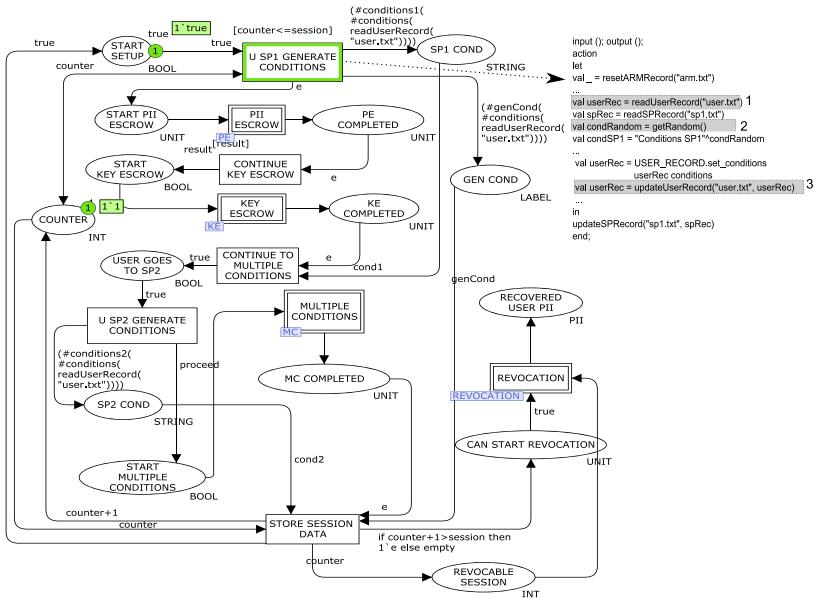 1`true
true
true
true
START
SETUP
1
BOOL
[counter<=session]
U SP1 GENERATE
CONDITIONS
(#conditions1(
#conditions(
readUserRecord(
"user.txt"))))
SP1 COND
STRING
counter
e
START PII
ESCROW
UNIT
PII
ESCROW
PE
PE
COMPLETED
UNIT
(#genCond(
#conditions(
readUserRecord(
"user.txt"))))
result
[result]
START
KEY ESCROW
BOOL
CONTINUE
KEY ESCROW
e
GEN COND
LABEL
COUNTER
1
1`1
INT
KEY
ESCROW
KE
KE
COMPLETED
UNIT
USER GOES
TO SP2
BOOL
true
CONTINUE TO
MULTIPLE
CONDITIONS
e
cond1
genCond
true
U SP2 GENERATE
CONDITIONS
MULTIPLE
CONDITIONS
MC
RECOVERED
USER PII
PII
(#conditions2(
#conditions(
readUserRecord(
"user.txt"))))
proceed
MC COMPLETED
UNIT
REVOCATION
REVOCATION
SP2 COND
STRING
true
CAN START REVOCATION
UNIT
START
MULTIPLE
CONDITIONS
BOOL
cond2
counter+1
counter
e
STORE SESSION
DATA
if counter+1>session then
1`e else empty
counter
REVOCABLE
SESSION
INT
input (); output ();
action
let
val _ = resetARMRecord("arm.txt")
...
val userRec = readUserRecord("user.txt") 1
val spRec = readSPRecord("sp1.txt")
val condRandom = getRandom() 2
val condSP1 = "Conditions SP1"^condRandom
...
val userRec = USER_RECORD.set_conditions
userRec conditions
val userRec = updateUserRecord("user.txt", userRec) 3
...
in
updateSPRecord("sp1.txt", spRec)
end;